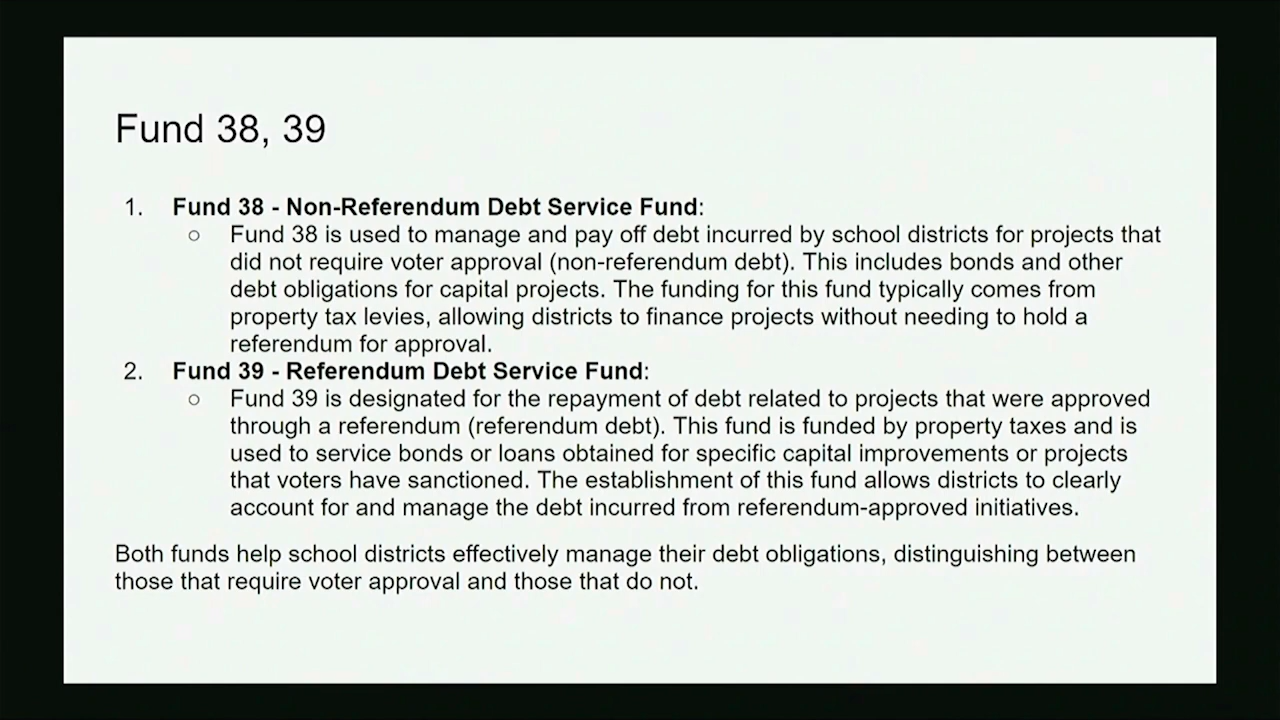 Fund 38, 39
1. Fund 38 - Non-Referendum Debt Service Fund:
○ Fund 38 is used to manage and pay off debt incurred by school districts for projects that
did not require voter approval (non-referendum debt). This includes bonds and other
debt obligations for capital projects. The funding for this fund typically comes from
property tax levies, allowing districts to finance projects without needing to hold a
referendum for approval.
2. Fund 39 - Referendum Debt Service Fund:
○ Fund 39 is designated for the repayment of debt related to projects that were approved
through a referendum (referendum debt). This fund is funded by property taxes and is
used to service bonds or loans obtained for specific capital improvements or projects
that voters have sanctioned. The establishment of this fund allows districts to clearly
account for and manage the debt incurred from referendum-approved initiatives.
Both funds help school districts effectively manage their debt obligations, distinguishing between
those that require voter approval and those that do not.